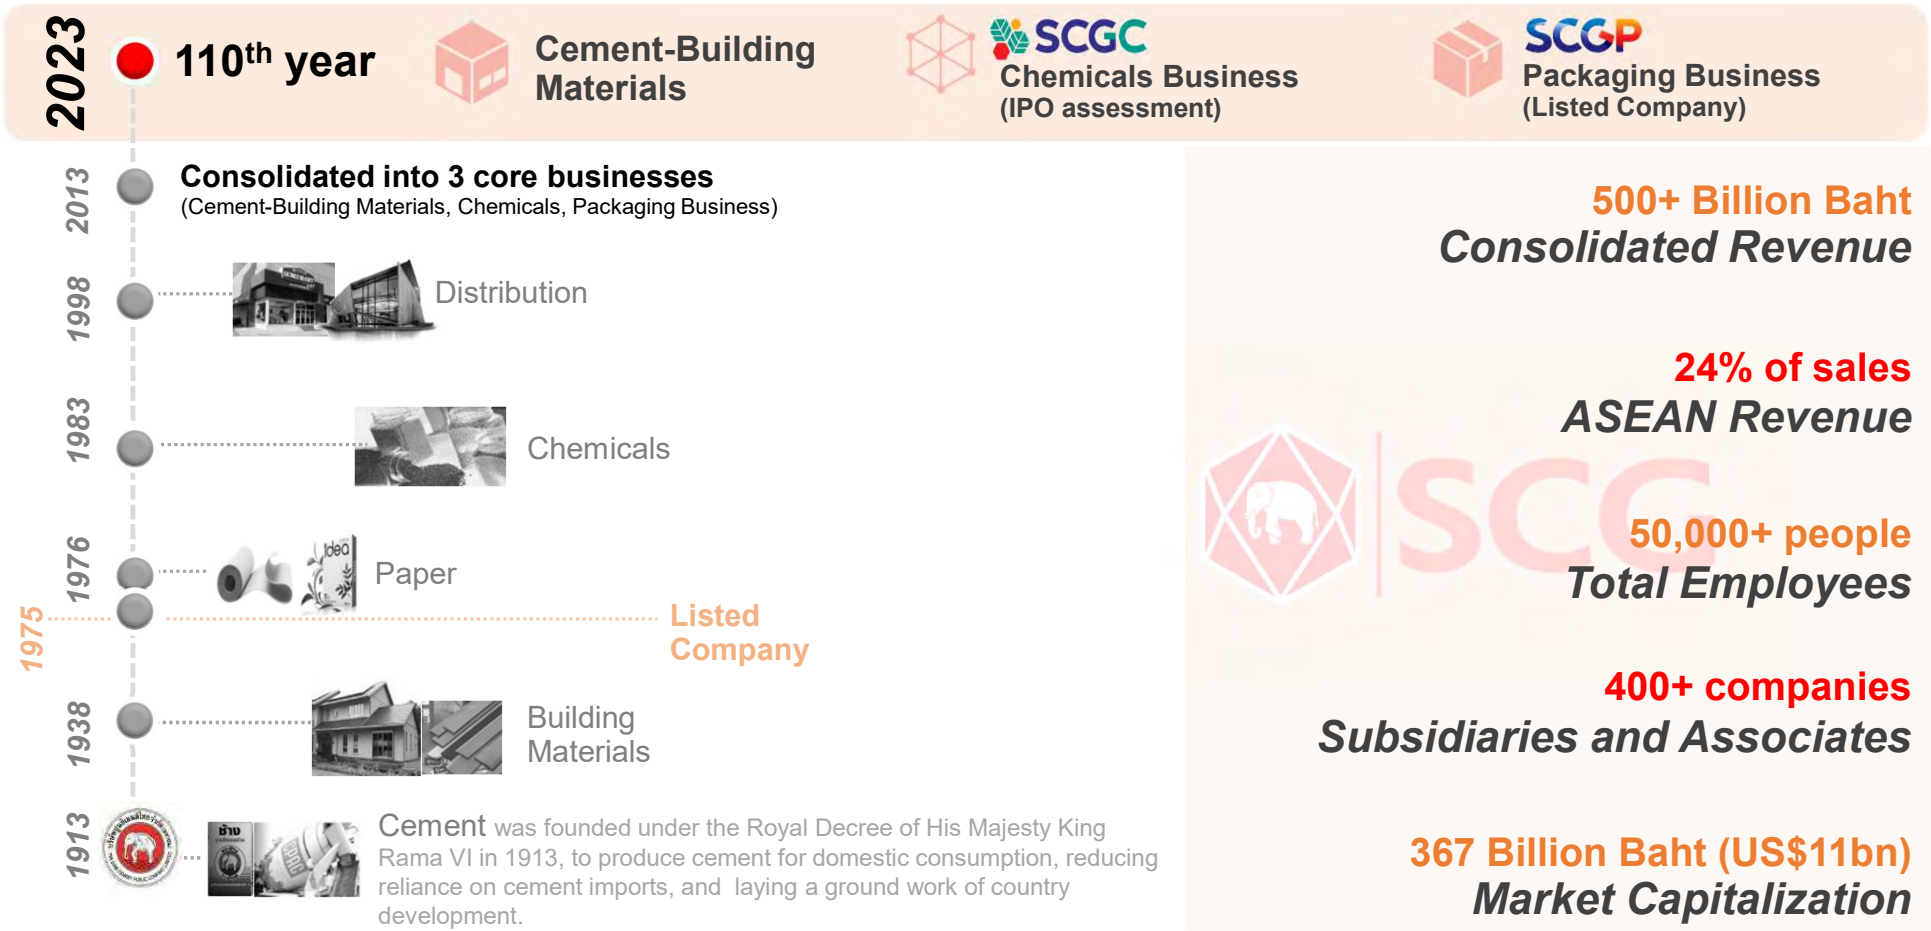 2023
110th year
Cement-Building
Materials
SCGC
Chemicals Business
(IPO assessment)
SCGP
Packaging Business
(Listed Company)
2013
Consolidated into 3 core businesses
(Cement-Building Materials, Chemicals, Packaging Business)
1998
Distribution
1983
Chemicals
1976
idea
Paper
1975
Listed
Company
1938
Building
Materials
1913
ช้าง
CPAC
Cement was founded under the Royal Decree of His Majesty King
Rama VI in 1913, to produce cement for domestic consumption, reducing
reliance on cement imports, and laying a ground work of country
development.
500+ Billion Baht
Consolidated Revenue
24% of sales
ASEAN Revenue
SCG
50,000+ people
Total Employees
400+ companies
Subsidiaries and Associates
367 Billion Baht (US$11bn)
Market Capitalization